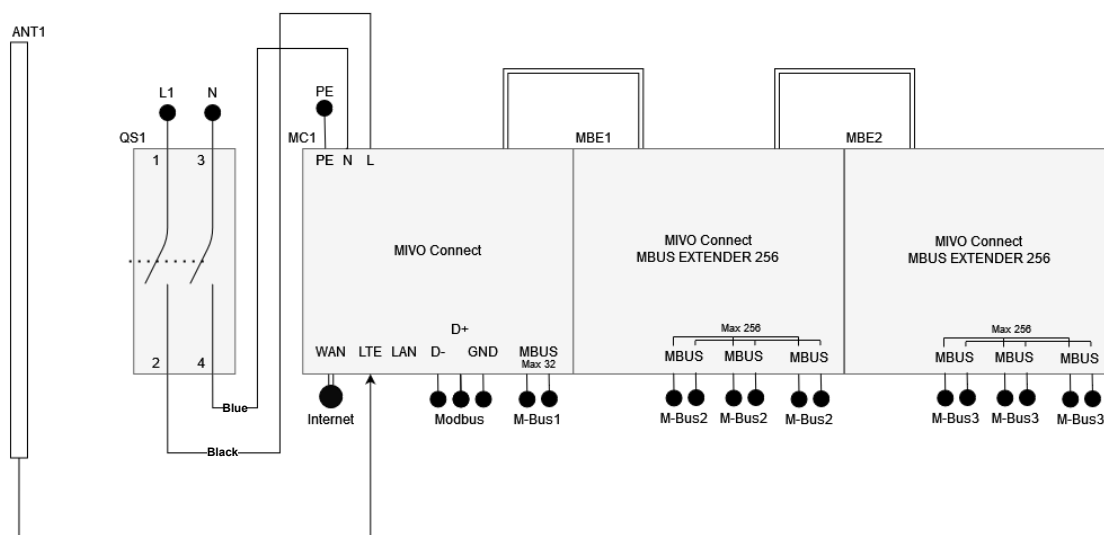 ANT1
L1 N PE
QS1 MC1 MBE1 MBE2
1 3 PE N L
MIVO Connect
MIVO Connect
MBUS EXTENDER 256
MIVO Connect
MBUS EXTENDER 256
D+
Max 256
Max 256
WAN LTE LAN D- GND MBUS
Max 32
MBUS MBUS MBUS
MBUS MBUS MBUS
2 4
Blue
Internet Modbus M-Bus1 M-Bus2 M-Bus2 M-Bus2 M-Bus3 M-Bus3 M-Bus3
Black